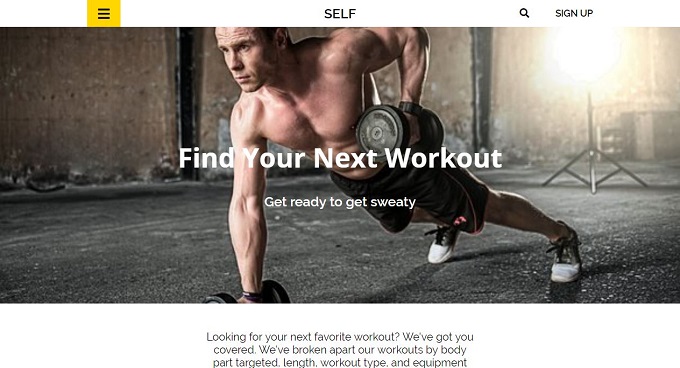 SELF
SIGN UP
Find Your Next Workout
Get ready to get sweaty
Looking for your next favorite workout? We've got you
covered. We've broken apart our workouts by body
part targeted, length, workout type, and equipment